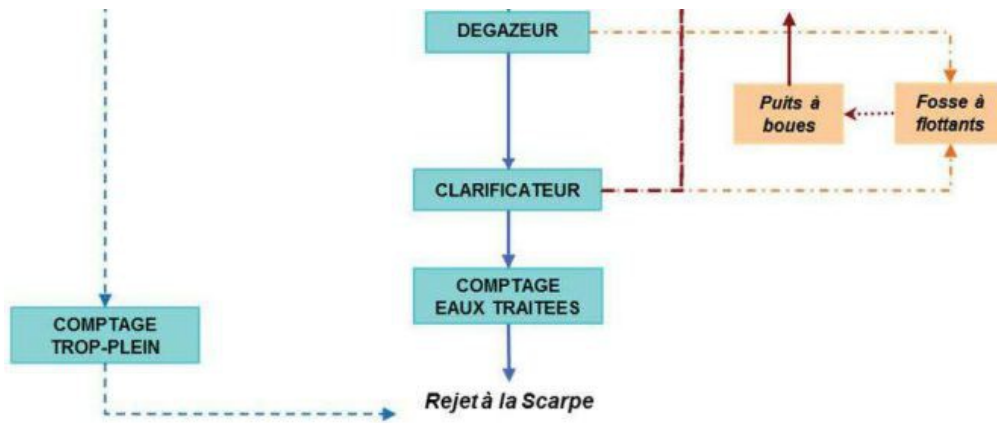 DEGAZEUR
Puits à
boues
Fosse à
flottants
CLARIFICATEUR
COMPTAGE
EAUX TRAITEES
COMPTAGE
TROP-PLEIN
Rejet à la Scarpe